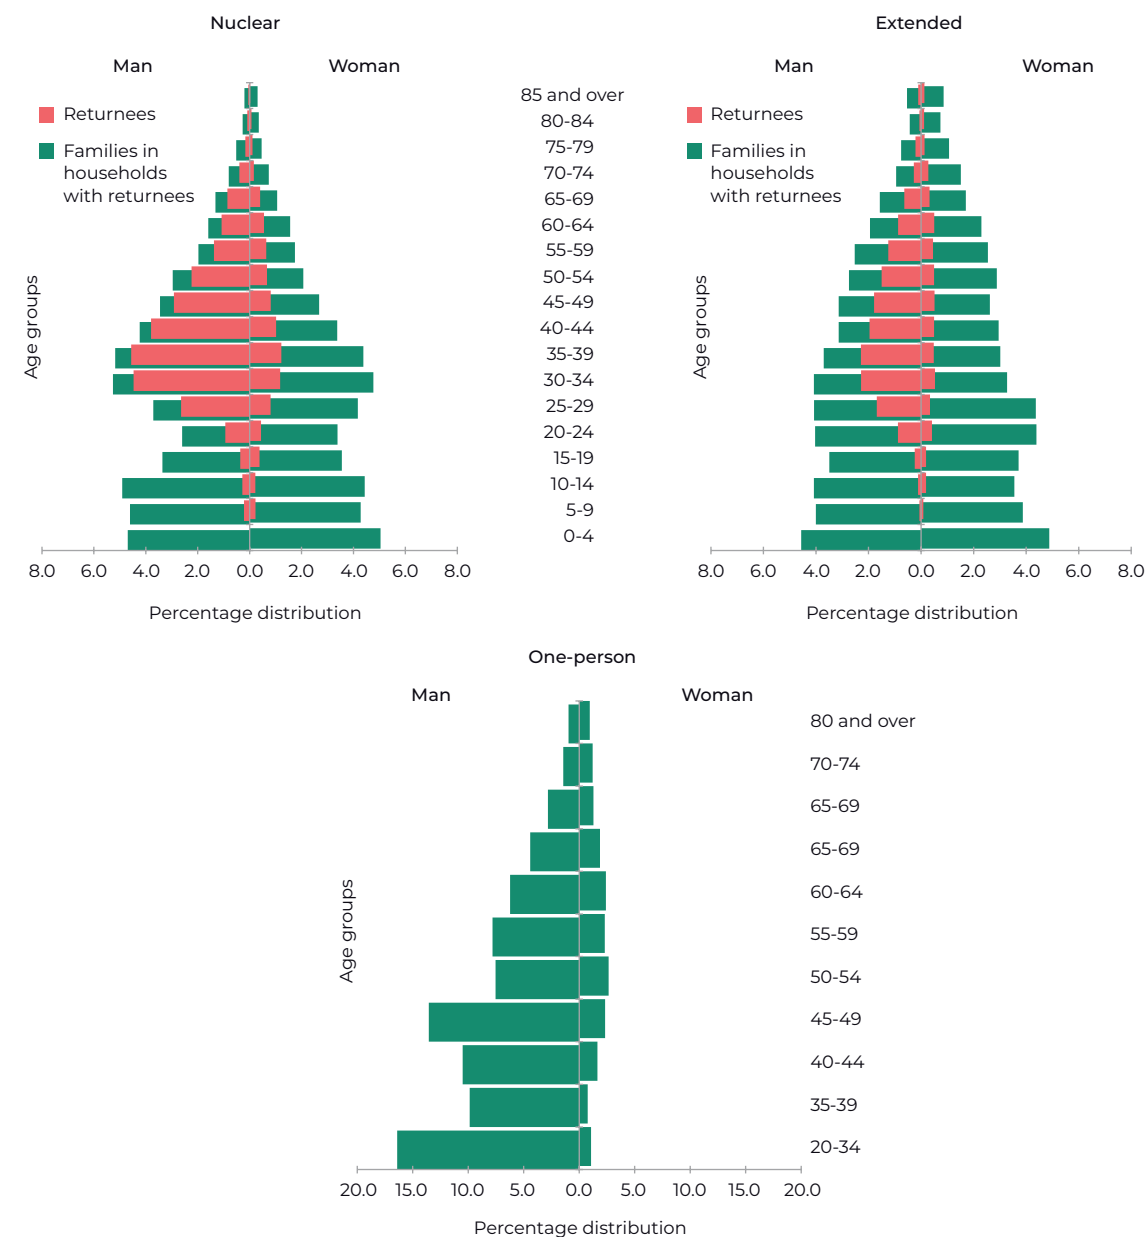 Nuclear
Man
Woman
Returnees
Families in
households
with returnees
Age groups
8.0 6.0 4.0 2.0 0.0 2.0 4.0 6.0 8.0
Percentage distribution
85 and over
80-84
75-79
70-74
65-69
60-64
55-59
50-54
45-49
40-44
35-39
30-34
25-29
20-24
15-19
10-14
5-9
0-4
Extended
Man
Woman
Returnees
Families in
households
with returnees
Age groups
8.0 6.0 4.0 2.0 0.0 2.0 4.0 6.0 8.0
Percentage distribution
One-person
Man
Woman
Age groups
80 and over
70-74
65-69
65-69
60-64
55-59
50-54
45-49
40-44
35-39
20-34
20.0 15.0 10.0 5.0 0.0 5.0 10.0 15.0 20.0
Percentage distribution